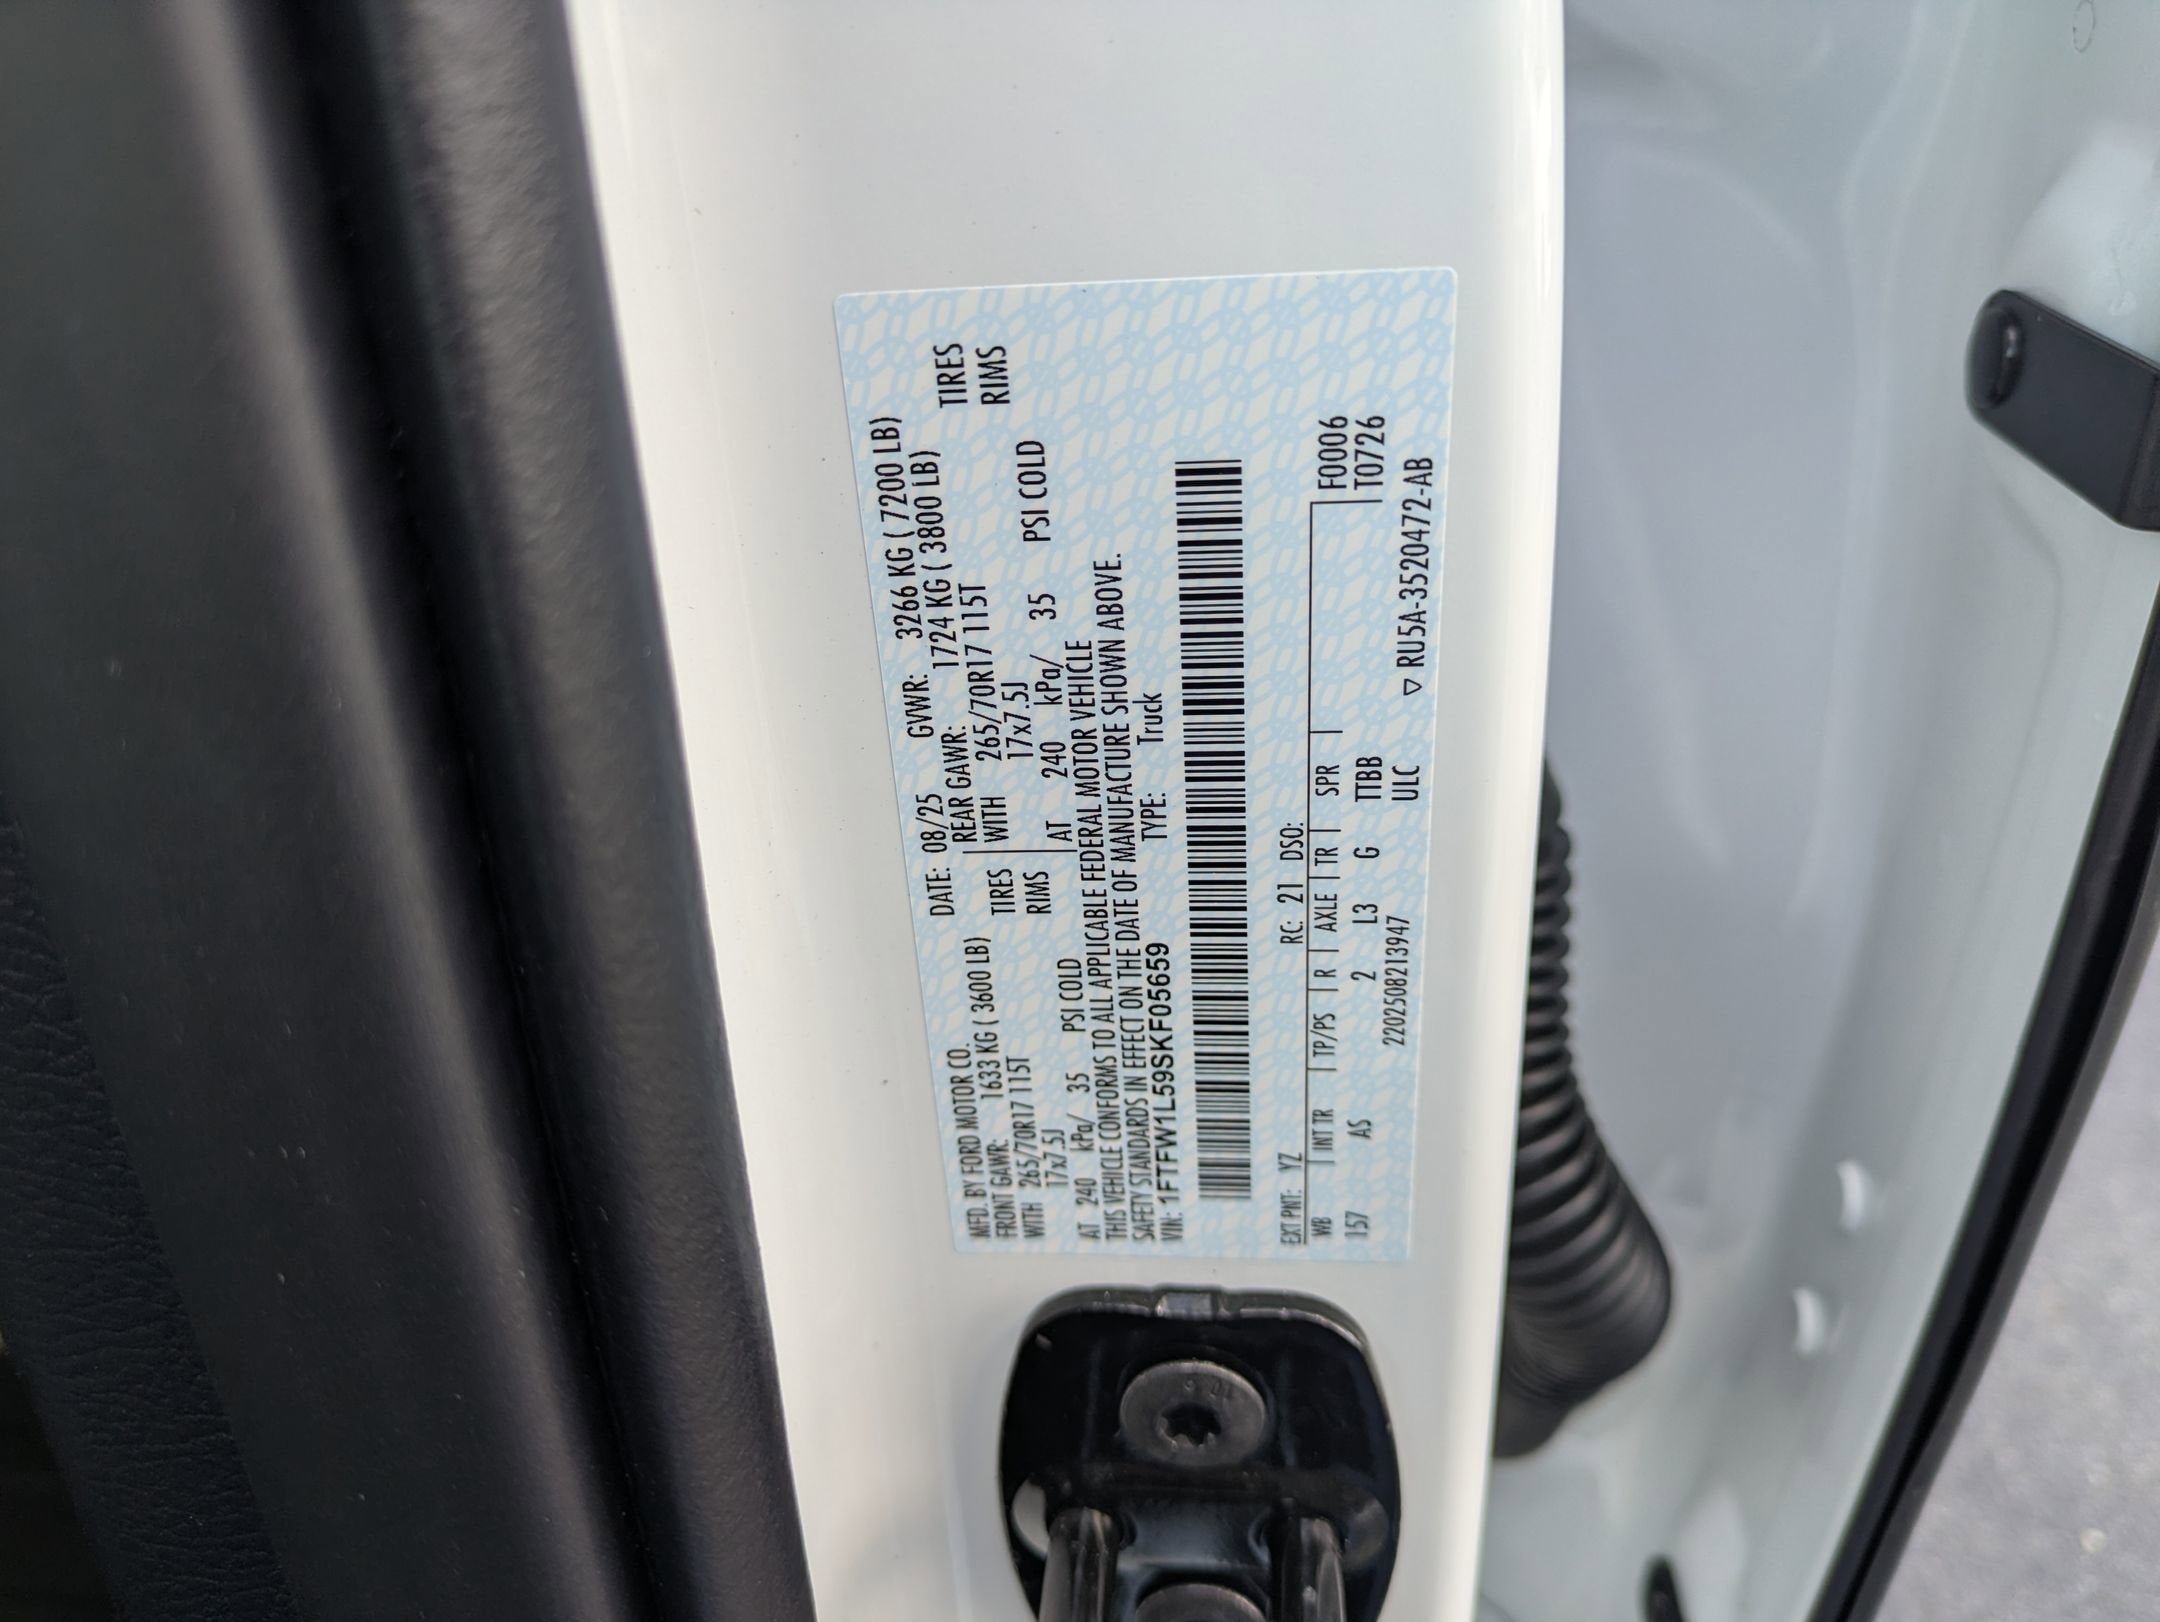 MFD. BY FORD MOTOR CO. DATE: 08/25 GVWR: 3266 KG ( 7200 LB)
FRONT GAWR: 1633 KG ( 3600 LB) REAR GAWR: 1724 KG ( 3800 LB)
WITH 265/70R17 115T TIRES WITH 265/70R17 115T TIRES
17x7.5J RIMS 17x7.5J RIMS
AT 240 kPa/ 35 PSI COLD AT 240 kPa/ 35 PSI COLD
THIS VEHICLE CONFORMS TO ALL APPLICABLE FEDERAL MOTOR VEHICLE
SAFETY STANDARDS IN EFFECT ON THE DATE OF MANUFACTURE SHOWN ABOVE.
VIN: 1FTFW1L59SKF05659 TYPE: Truck
EXT PNT: YZ RC: 21 DSO:
WB | INT TR | TP/PS | R | AXLE | TR | SPR | F0006
157 AS 2 L3 G TTBB T0726
2202508213947 ULC ▽ RU5A-3520472-AB